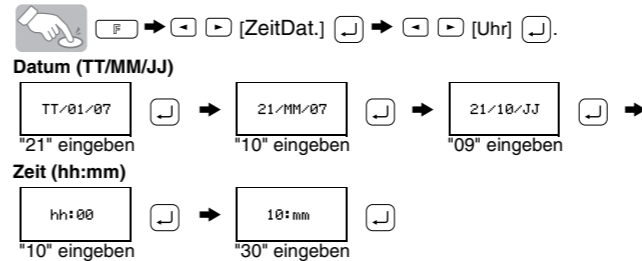 F [ZeitDat.] [Uhr] .
Datum (TT/MM/JJ)
TT/01/07 21/MM/07 21/10/JJ
"21" eingeben "10" eingeben "09" eingeben
Zeit (hh:mm)
hh:00 10:mm
"10" eingeben "30" eingeben